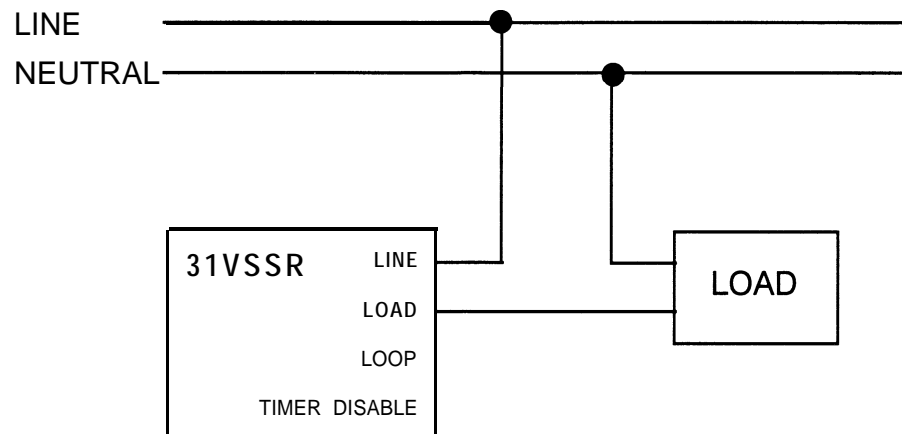 LINE
NEUTRAL
31VSSR LINE
LOAD
LOAD
LOOP
TIMER DISABLE